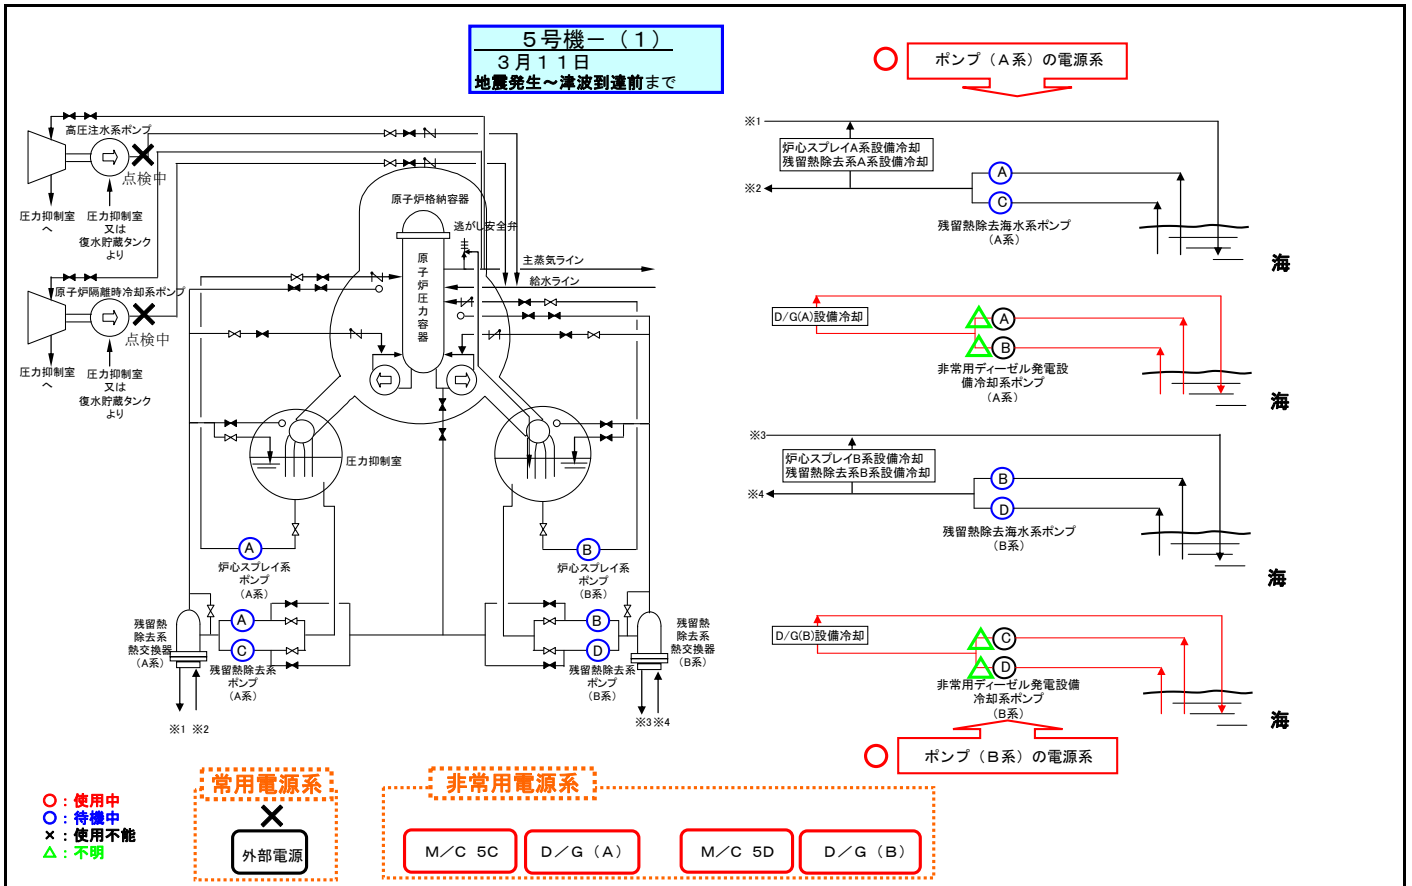 5号機－（1）
3月11日
地震発生～津波到達前まで
高圧注水系ポンプ
点検中
圧力抑制室
へ
圧力抑制室
又は
復水貯蔵タンク
より
原子炉隔離時冷却系ポンプ
点検中
圧力抑制室
へ
圧力抑制室
又は
復水貯蔵タンク
より
原子炉格納容器
逃がし安全弁
原子炉圧力容器
主蒸気ライン
給水ライン
圧力抑制室
A
炉心スプレイ系
ポンプ
(A系)
B
炉心スプレイ系
ポンプ
(B系)
残留熱
除去系
熱交換器
(A系)
A
C
残留熱除去系
ポンプ
(A系)
B
D
残留熱除去系
ポンプ
(B系)
残留熱
除去系
熱交換器
(B系)
※1 ※2
※3 ※4
ポンプ（A系）の電源系
※1
炉心スプレイA系設備冷却
残留熱除去系A系設備冷却
※2
A
C
残留熱除去海水系ポンプ
(A系)
海
D/G(A)設備冷却
A
B
非常用ディーゼル発電設
備冷却系ポンプ
(A系)
海
※3
炉心スプレイB系設備冷却
残留熱除去系B系設備冷却
※4
B
D
残留熱除去海水系ポンプ
(B系)
海
D/G(B)設備冷却
C
D
非常用ディーゼル発電設備
冷却系ポンプ
(B系)
海
ポンプ（B系）の電源系
○：使用中
○：待機中
×：使用不能
△：不明
常用電源系
外部電源
非常用電源系
M／C 5C
D／G（A）
M／C 5D
D／G（B）